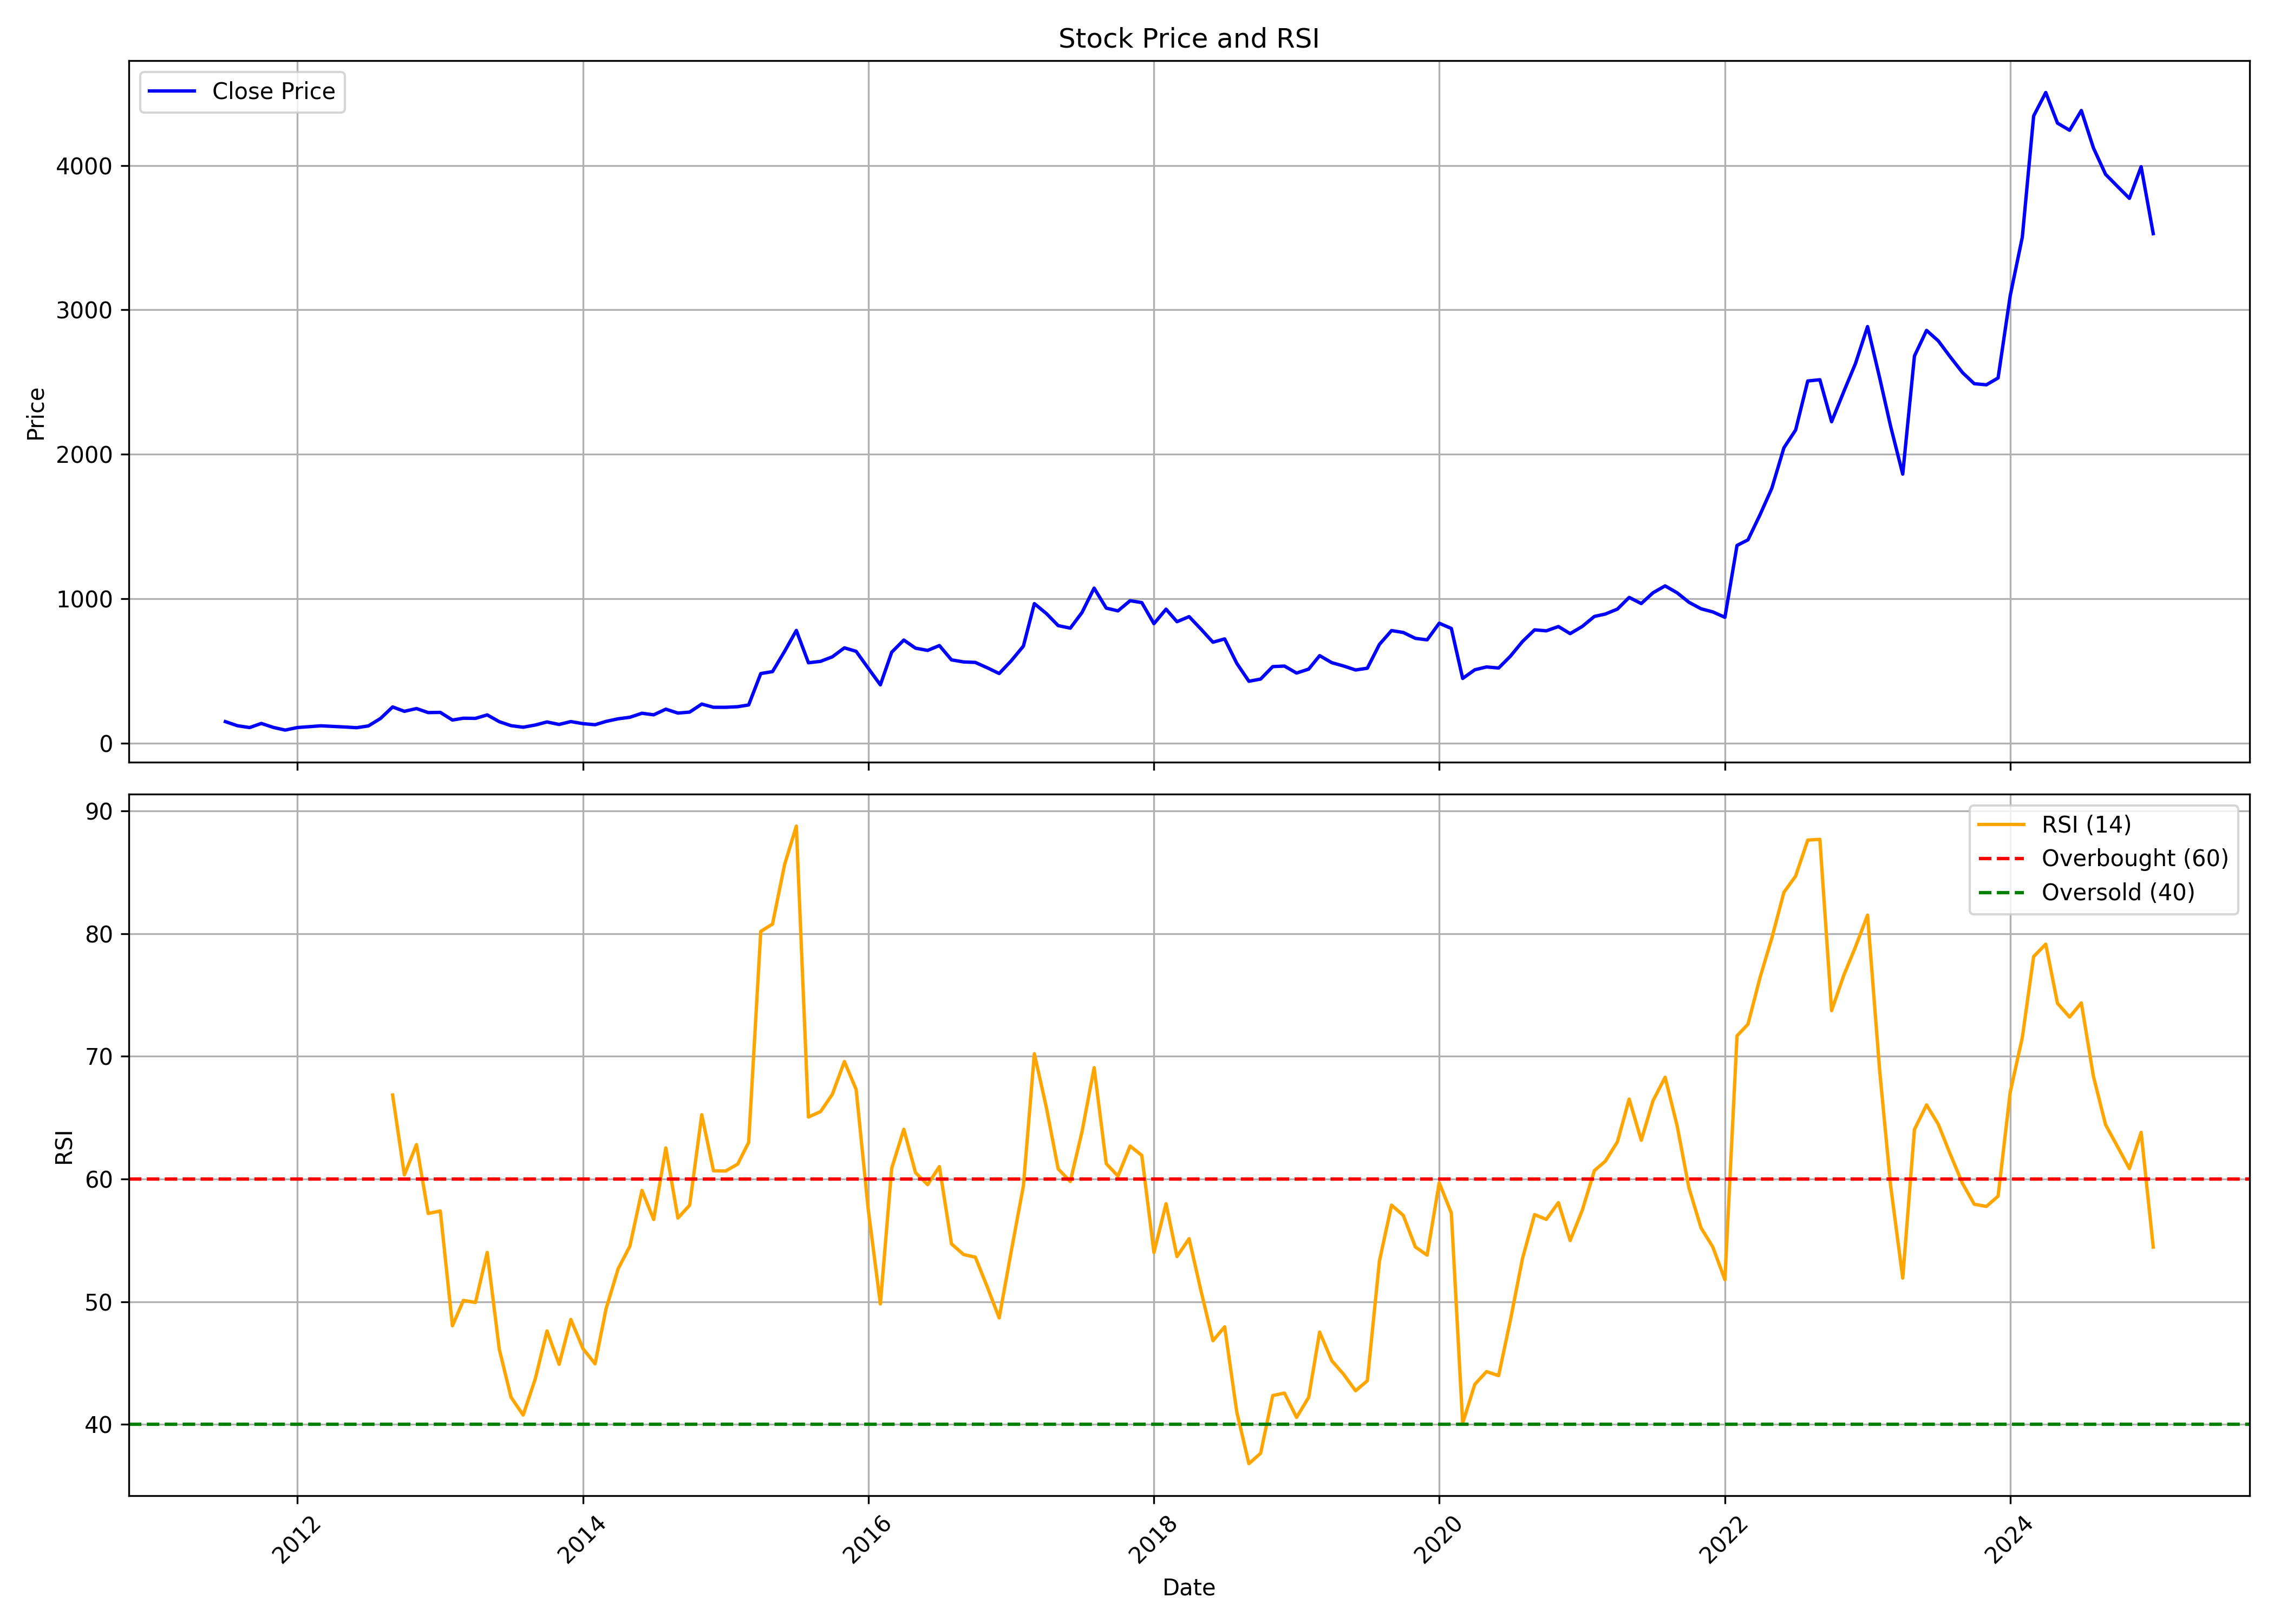 Stock Price and RSI
Close Price
Price
4000
3000
2000
1000
0
RSI (14)
Overbought (60)
Oversold (40)
RSI
90
80
70
60
50
40
2012
2014
2016
2018
2020
2022
2024
Date